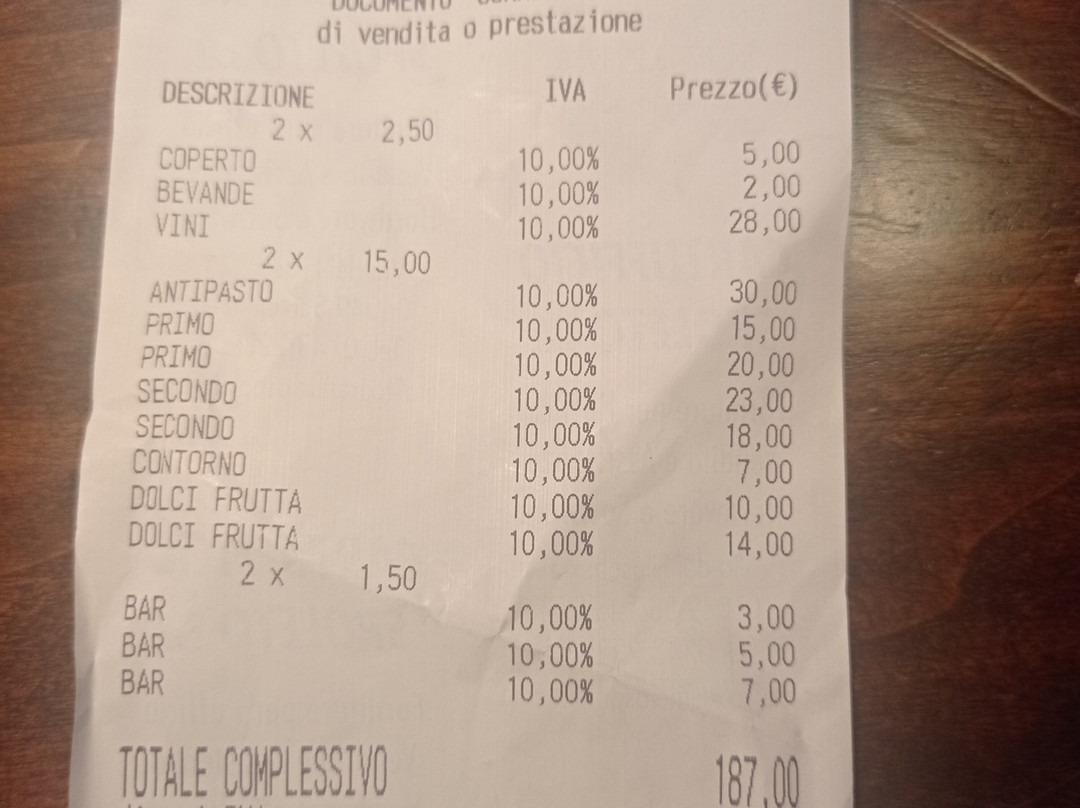 DOCUMENTO
di vendita o prestazione
DESCRIZIONE IVA Prezzo(€)
2 x 2,50
COPERTO 10,00% 5,00
BEVANDE 10,00% 2,00
VINI 10,00% 28,00
2 x 15,00
ANTIPASTO 10,00% 30,00
PRIMO 10,00% 15,00
PRIMO 10,00% 20,00
SECONDO 10,00% 23,00
SECONDO 10,00% 18,00
CONTORNO 10,00% 7,00
DOLCI FRUTTA 10,00% 10,00
DOLCI FRUTTA 10,00% 14,00
2 x 1,50
BAR 10,00% 3,00
BAR 10,00% 5,00
BAR 10,00% 7,00
TOTALE COMPLESSIVO 187,00